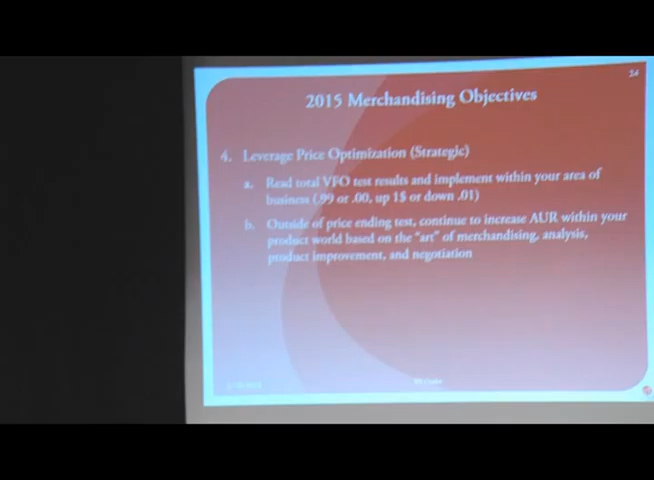 24
2015 Merchandising Objectives
4. Leverage Price Optimization (Strategic)
a. Read total VFO test results and implement within your area of
business (.99 or .00, up 1$ or down .01)
b. Outside of price ending test, continue to increase AUR within your
product world based on the "art" of merchandising, analysis,
product improvement, and negotiation